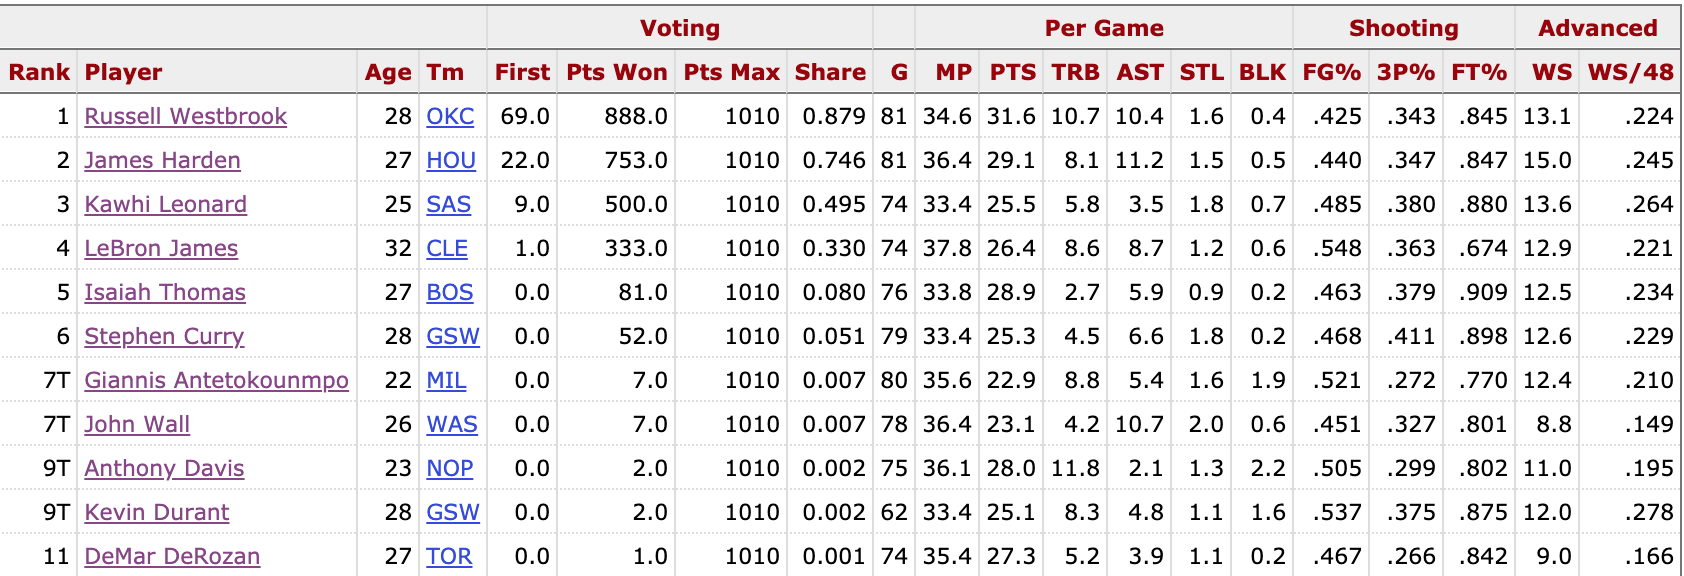 Voting Per Game Shooting Advanced
Rank Player Age Tm First Pts Won Pts Max Share G MP PTS TRB AST STL BLK FG% 3P% FT% WS WS/48
1 Russell Westbrook 28 OKC 69.0 888.0 1010 0.879 81 34.6 31.6 10.7 10.4 1.6 0.4 .425 .343 .845 13.1 .224
2 James Harden 27 HOU 22.0 753.0 1010 0.746 81 36.4 29.1 8.1 11.2 1.5 0.5 .440 .347 .847 15.0 .245
3 Kawhi Leonard 25 SAS 9.0 500.0 1010 0.495 74 33.4 25.5 5.8 3.5 1.8 0.7 .485 .380 .880 13.6 .264
4 LeBron James 32 CLE 1.0 333.0 1010 0.330 74 37.8 26.4 8.6 8.7 1.2 0.6 .548 .363 .674 12.9 .221
5 Isaiah Thomas 27 BOS 0.0 81.0 1010 0.080 76 33.8 28.9 2.7 5.9 0.9 0.2 .463 .379 .909 12.5 .234
6 Stephen Curry 28 GSW 0.0 52.0 1010 0.051 79 33.4 25.3 4.5 6.6 1.8 0.2 .468 .411 .898 12.6 .229
7T Giannis Antetokounmpo 22 MIL 0.0 7.0 1010 0.007 80 35.6 22.9 8.8 5.4 1.6 1.9 .521 .272 .770 12.4 .210
7T John Wall 26 WAS 0.0 7.0 1010 0.007 78 36.4 23.1 4.2 10.7 2.0 0.6 .451 .327 .801 8.8 .149
9T Anthony Davis 23 NOP 0.0 2.0 1010 0.002 75 36.1 28.0 11.8 2.1 1.3 2.2 .505 .299 .802 11.0 .195
9T Kevin Durant 28 GSW 0.0 2.0 1010 0.002 62 33.4 25.1 8.3 4.8 1.1 1.6 .537 .375 .875 12.0 .278
11 DeMar DeRozan 27 TOR 0.0 1.0 1010 0.001 74 35.4 27.3 5.2 3.9 1.1 0.2 .467 .266 .842 9.0 .166